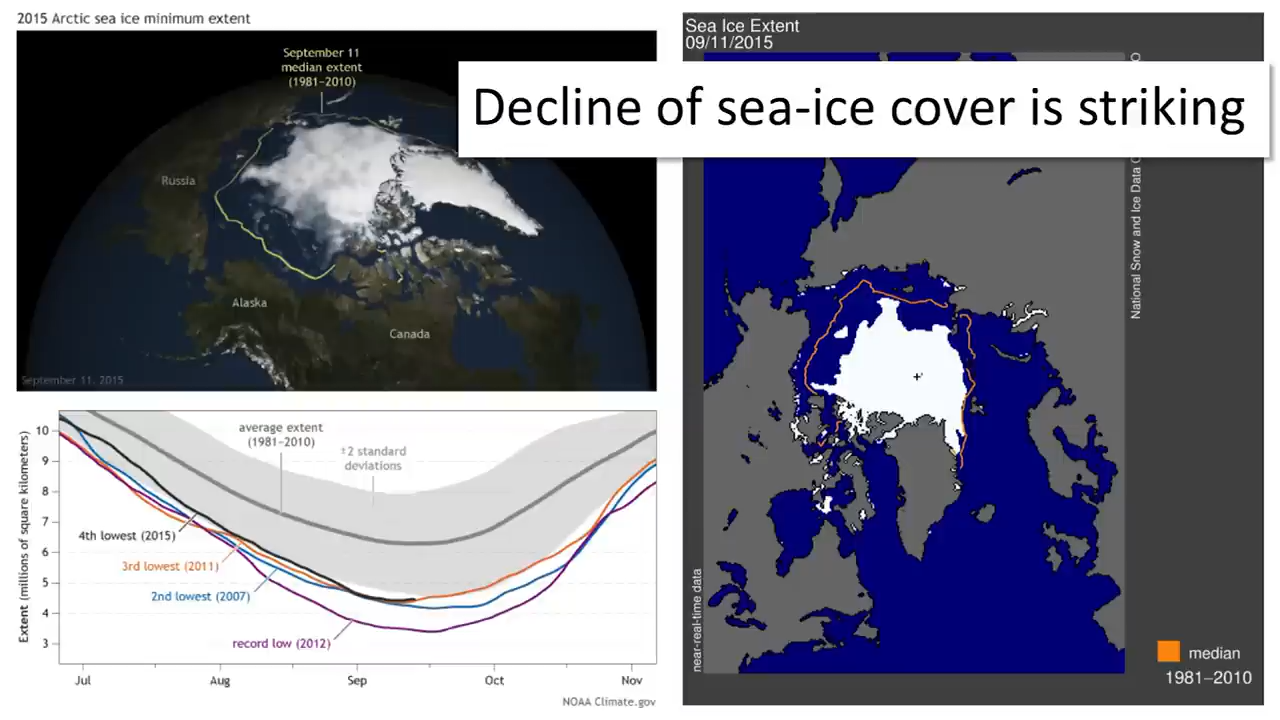 2015 Arctic sea ice minimum extent
September 11
median extent
(1981–2010)
Russia
Alaska
Canada
September 11, 2015
Decline of sea-ice cover is striking
Sea Ice Extent
09/11/2015
National Snow and Ice Data C
near-real-time data
median
1981–2010
Extent (millions of square kilometers)
10
9
8
7
6
5
4
3
average extent
(1981–2010)
±2 standard
deviations
4th lowest (2015)
3rd lowest (2011)
2nd lowest (2007)
record low (2012)
Jul
Aug
Sep
Oct
Nov
NOAA Climate.gov